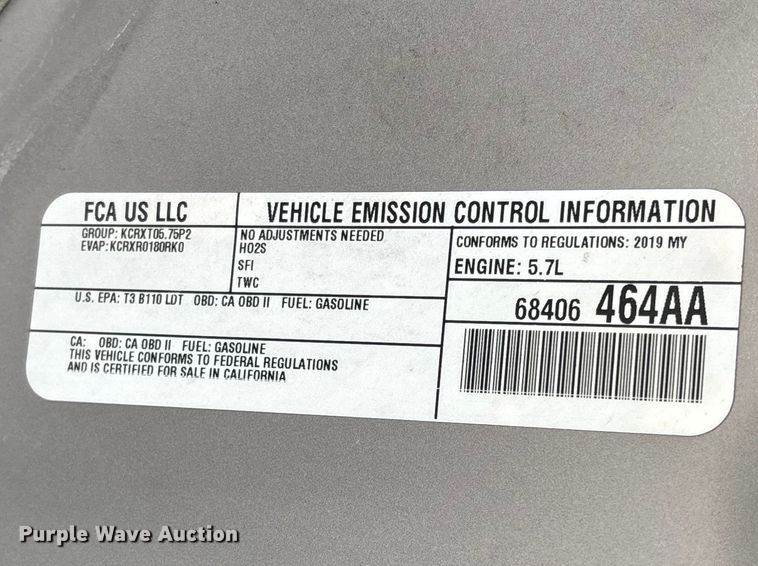 FCA US LLC
VEHICLE EMISSION CONTROL INFORMATION
GROUP: KCRXT05.75P2
EVAP: KCRXR0180RK0
NO ADJUSTMENTS NEEDED
HO2S
SFI
TWC
CONFORMS TO REGULATIONS: 2019 MY
ENGINE: 5.7L
U.S. EPA: T3 B110 LDT OBD: CA OBD II FUEL: GASOLINE
68406 464AA
CA: OBD: CA OBD II FUEL: GASOLINE
THIS VEHICLE CONFORMS TO FEDERAL REGULATIONS
AND IS CERTIFIED FOR SALE IN CALIFORNIA
Purple Wave Auction